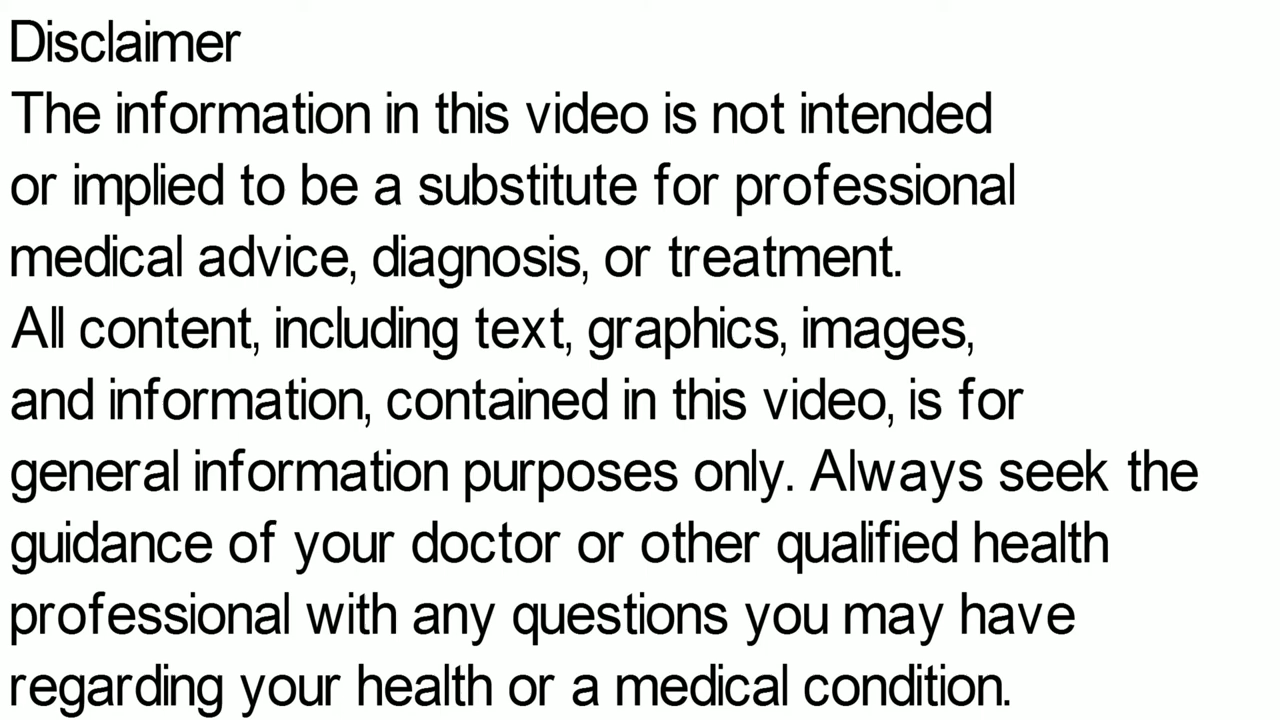 Disclaimer
The information in this video is not intended
or implied to be a substitute for professional
medical advice, diagnosis, or treatment.
All content, including text, graphics, images,
and information, contained in this video, is for
general information purposes only. Always seek the
guidance of your doctor or other qualified health
professional with any questions you may have
regarding your health or a medical condition.